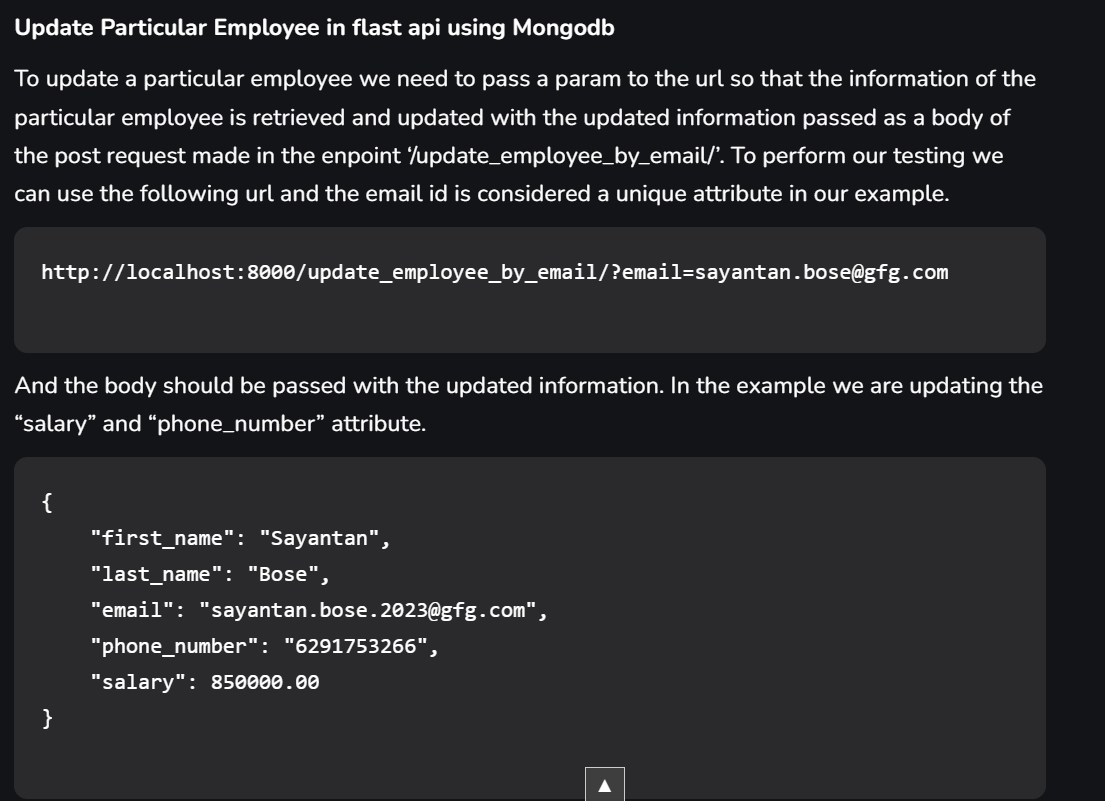 Update Particular Employee in flast api using Mongodb
To update a particular employee we need to pass a param to the url so that the information of the
particular employee is retrieved and updated with the updated information passed as a body of
the post request made in the enpoint ‘/update_employee_by_email/’. To perform our testing we
can use the following url and the email id is considered a unique attribute in our example.
http://localhost:8000/update_employee_by_email/?email=sayantan.bose@gfg.com
And the body should be passed with the updated information. In the example we are updating the
“salary” and “phone_number” attribute.
{
    "first_name": "Sayantan",
    "last_name": "Bose",
    "email": "sayantan.bose.2023@gfg.com",
    "phone_number": "6291753266",
    "salary": 850000.00
}